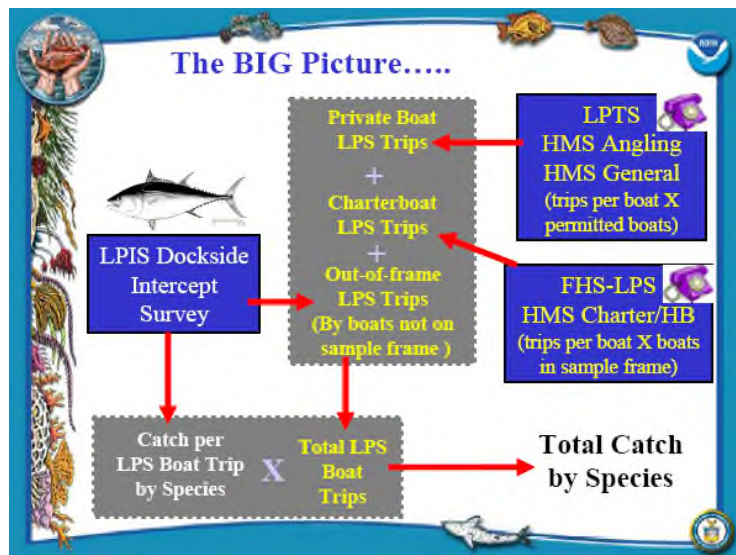 The BIG Picture…..
Private Boat
LPS Trips
+
Charterboat
LPS Trips
+
Out-of-frame
LPS Trips
(By boats not on
sample frame )
LPTS
HMS Angling
HMS General
(trips per boat X
permitted boats)
LPIS Dockside
Intercept
Survey
FHS-LPS
HMS Charter/HB
(trips per boat X boats
in sample frame)
Catch per
LPS Boat Trip
by Species
X
Total LPS
Boat
Trips
Total Catch
by Species